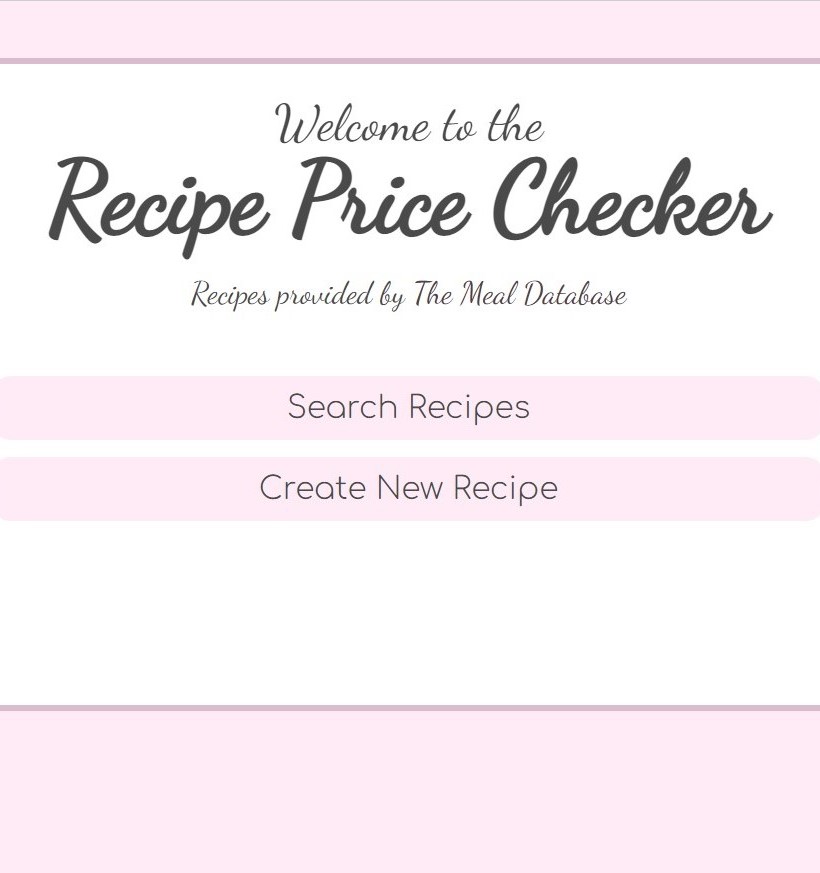 Welcome to the
Recipe Price Checker
Recipes provided by The Meal Database
Search Recipes
Create New Recipe